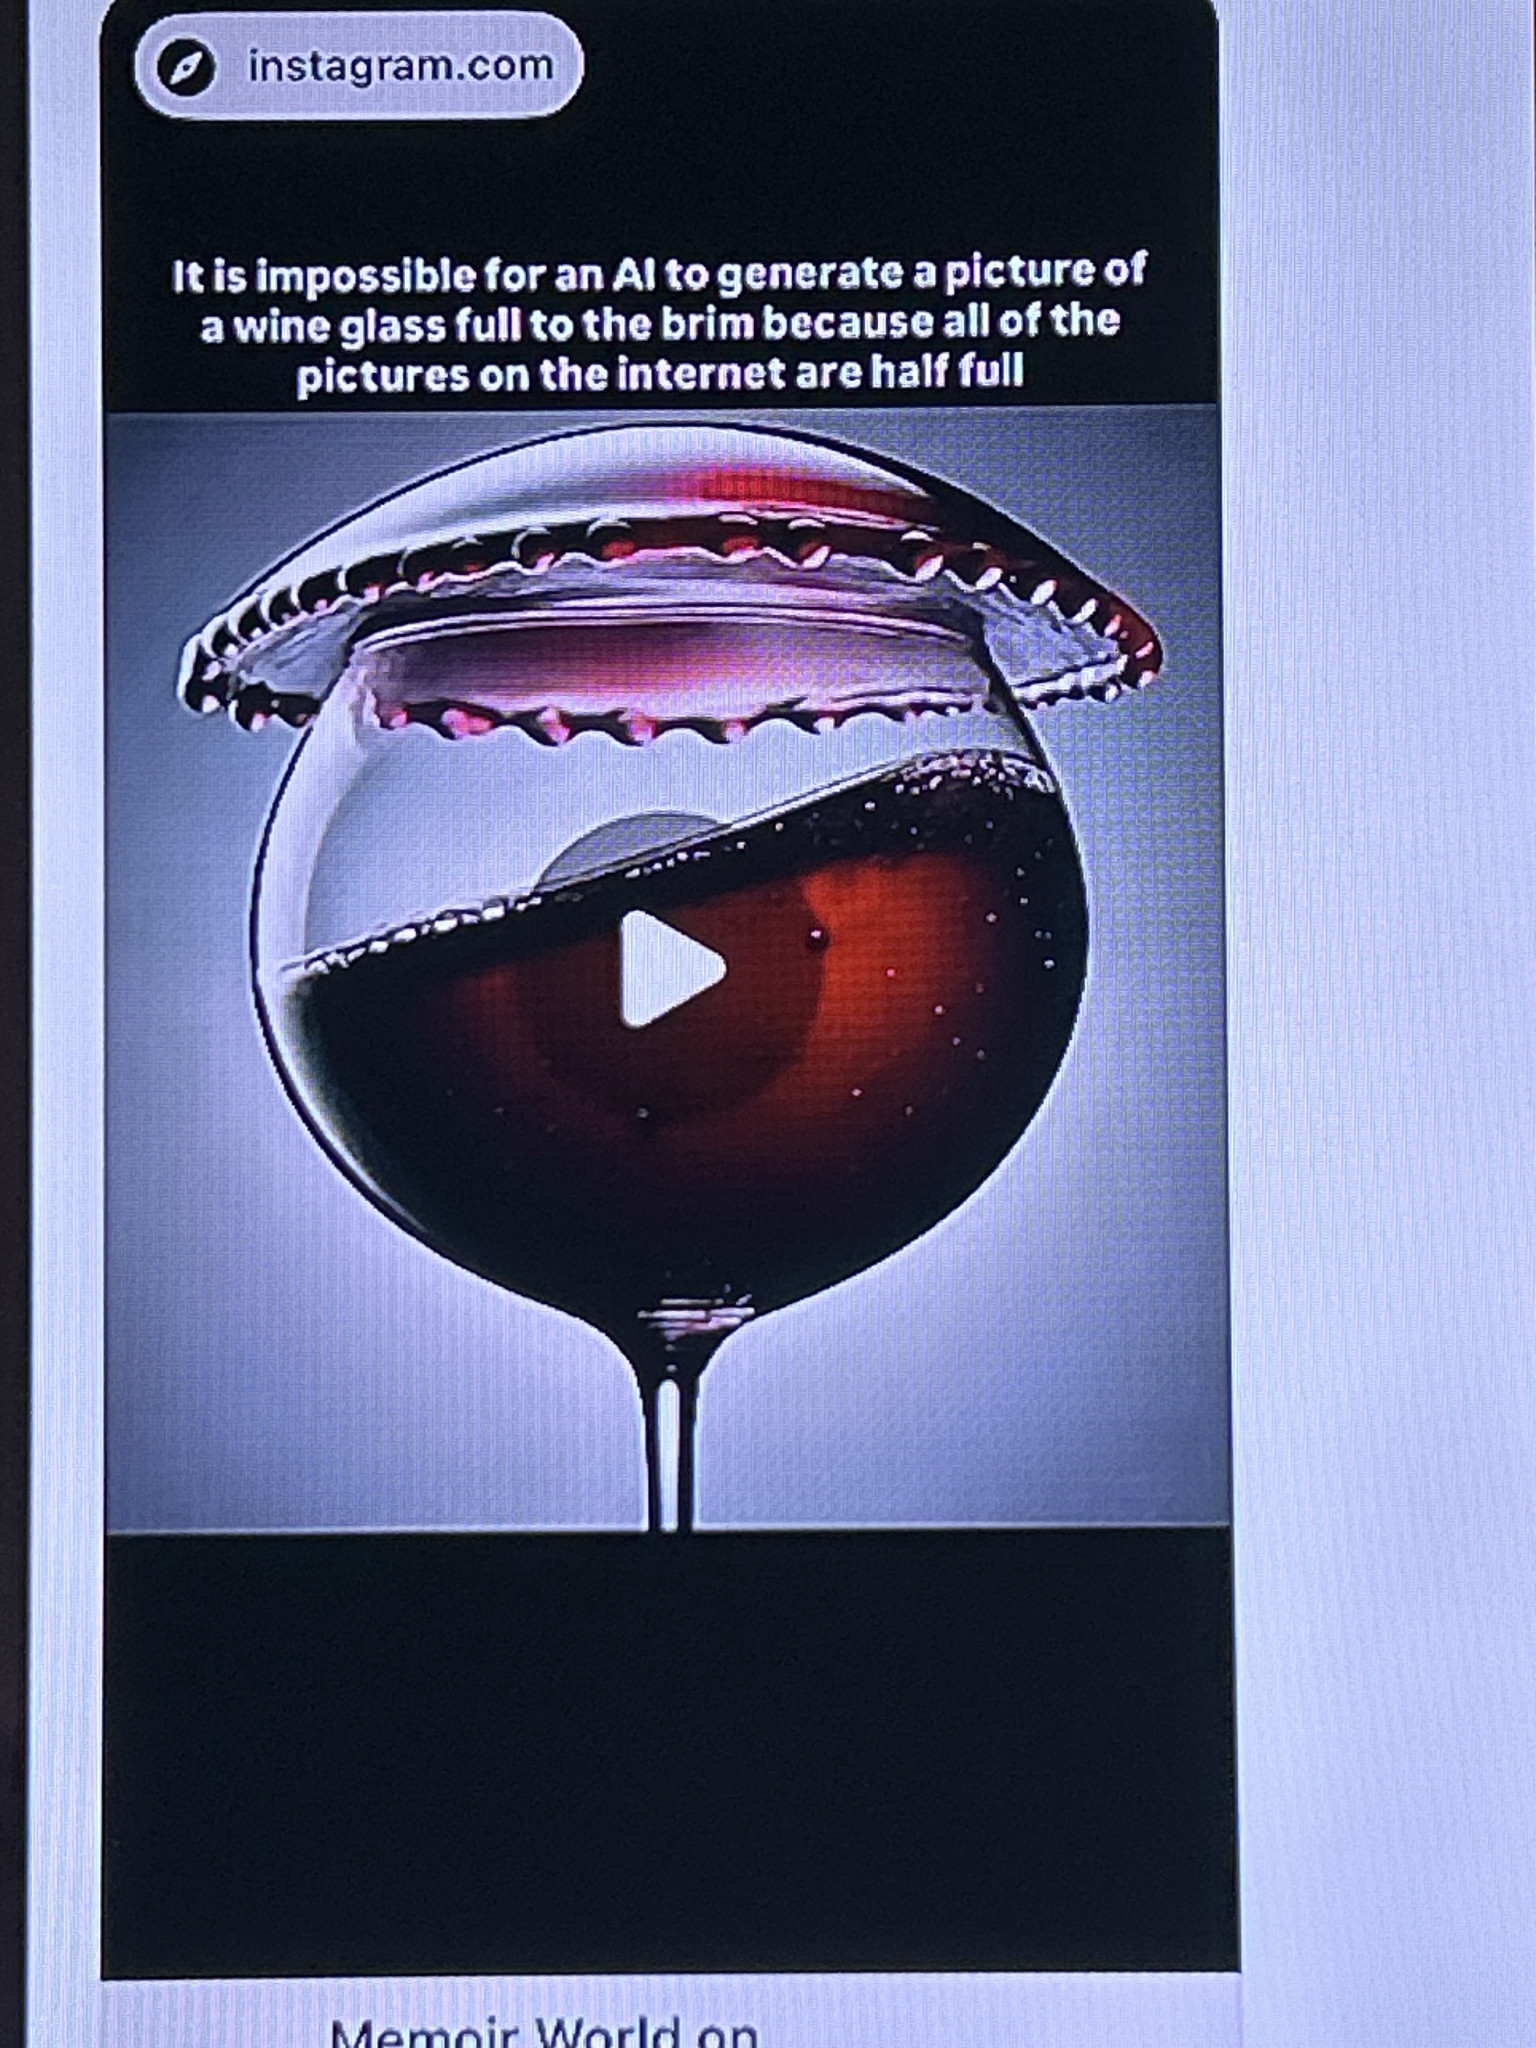 instagram.com
It is impossible for an AI to generate a picture of
a wine glass full to the brim because all of the
pictures on the internet are half full
Memoir World on